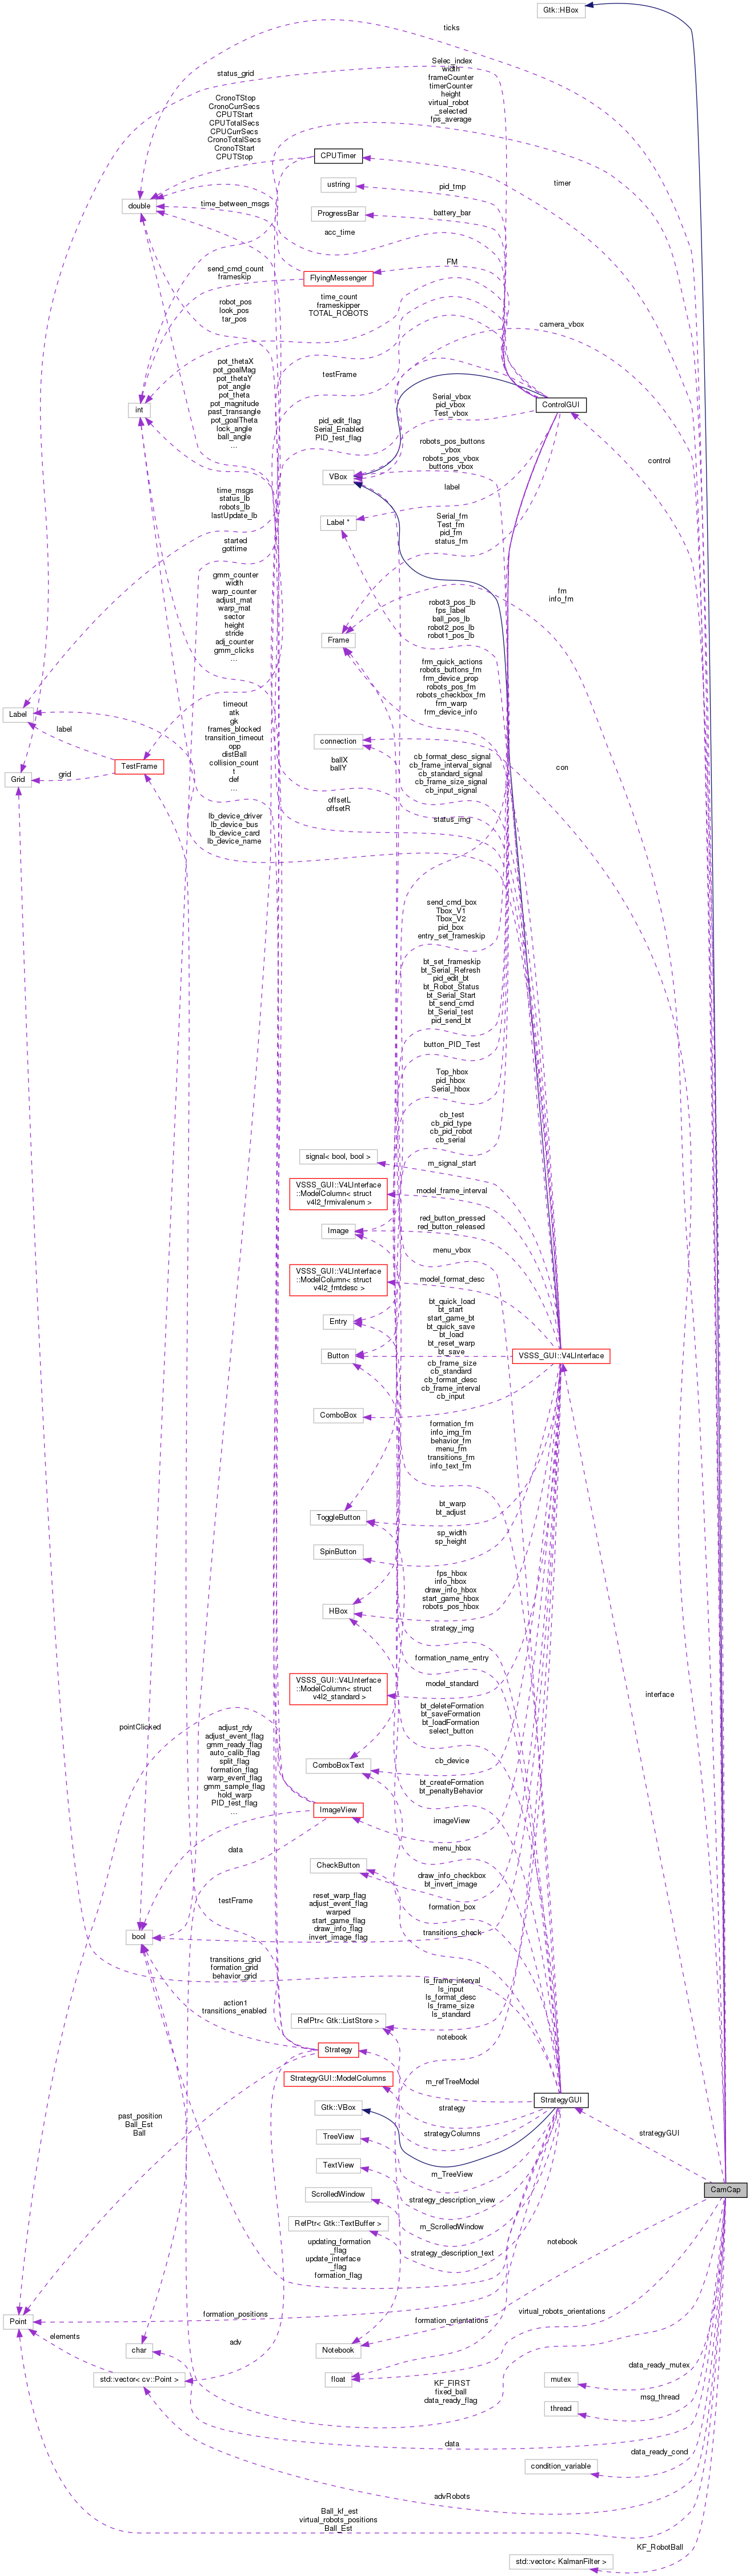 Gtk::HBox
ticks
Selec_index
width
frameCounter
timerCounter
height
virtual_robot
_selected
fps_average
status_grid
CronoTStop
CronoCurrSecs
CPUTStart
CPUTotalSecs
CPUCurrSecs
CronoTotalSecs
CronoTStart
CPUTStop
CPUTimer
timer
ustring
pid_tmp
double
time_between_msgs
ProgressBar
battery_bar
acc_time
FM
send_cmd_count
frameskip
FlyingMessenger
robot_pos
look_pos
tar_pos
time_count
frameskipper
TOTAL_ROBOTS
camera_vbox
pot_thetaX
pot_goalMag
pot_thetaY
pot_angle
pot_theta
pot_magnitude
past_transangle
pot_goalTheta
lock_angle
ball_angle
...
testFrame
int
Serial_vbox
pid_vbox
Test_vbox
ControlGUI
pid_edit_flag
Serial_Enabled
PID_test_flag
robots_pos_buttons
_vbox
robots_pos_vbox
buttons_vbox
control
VBox
label
time_msgs
status_lb
robots_lb
lastUpdate_lb
Label *
Serial_fm
Test_fm
pid_fm
status_fm
started
gottime
gmm_counter
width
warp_counter
adjust_mat
warp_mat
sector
height
stride
adj_counter
gmm_clicks
...
fm
info_fm
robot3_pos_lb
fps_label
ball_pos_lb
robot2_pos_lb
robot1_pos_lb
Frame
frm_quick_actions
robots_buttons_fm
frm_device_prop
robots_pos_fm
robots_checkbox_fm
frm_warp
frm_device_info
Label
label
timeout
atk
gk
frames_blocked
transition_timeout
opp
distBall
collision_count
t
def
...
connection
ballX
ballY
cb_format_desc_signal
cb_frame_interval_signal
cb_standard_signal
cb_frame_size_signal
cb_input_signal
con
TestFrame
grid
Grid
offsetL
offsetR
status_img
lb_device_driver
lb_device_bus
lb_device_card
lb_device_name
send_cmd_box
Tbox_V1
Tbox_V2
pid_box
entry_set_frameskip
bt_set_frameskip
bt_Serial_Refresh
pid_edit_bt
bt_Robot_Status
bt_Serial_Start
bt_send_cmd
bt_Serial_test
pid_send_bt
button_PID_Test
Top_hbox
pid_hbox
Serial_hbox
cb_test
cb_pid_type
cb_pid_robot
cb_serial
signal< bool, bool >
m_signal_start
VSSS_GUI::V4LInterface
::ModelColumn< struct
v4l2_frmivalenum >
model_frame_interval
Image
red_button_pressed
red_button_released
menu_vbox
VSSS_GUI::V4LInterface
::ModelColumn< struct
v4l2_fmtdesc >
model_format_desc
Entry
bt_quick_load
bt_start
start_game_bt
bt_quick_save
bt_load
bt_reset_warp
bt_save
Button
VSSS_GUI::V4LInterface
cb_frame_size
cb_standard
cb_format_desc
cb_frame_interval
cb_input
ComboBox
formation_fm
info_img_fm
behavior_fm
menu_fm
transitions_fm
info_text_fm
ToggleButton
bt_warp
bt_adjust
SpinButton
sp_width
sp_height
HBox
fps_hbox
info_hbox
draw_info_hbox
start_game_hbox
robots_pos_hbox
strategy_img
formation_name_entry
VSSS_GUI::V4LInterface
::ModelColumn< struct
v4l2_standard >
model_standard
interface
pointClicked
adjust_rdy
adjust_event_flag
gmm_ready_flag
auto_calib_flag
split_flag
formation_flag
warp_event_flag
gmm_sample_flag
hold_warp
PID_test_flag
...
bt_deleteFormation
bt_saveFormation
bt_loadFormation
select_button
ComboBoxText
cb_device
bt_createFormation
bt_penaltyBehavior
ImageView
imageView
data
menu_hbox
CheckButton
draw_info_checkbox
bt_invert_image
testFrame
reset_warp_flag
adjust_event_flag
warped
start_game_flag
draw_info_flag
invert_image_flag
formation_box
bool
transitions_check
transitions_grid
formation_grid
behavior_grid
ls_frame_interval
ls_input
ls_format_desc
ls_frame_size
ls_standard
action1
transitions_enabled
RefPtr< Gtk::ListStore >
notebook
Strategy
m_refTreeModel
StrategyGUI::ModelColumns
strategy
StrategyGUI
past_position
Ball_Est
Ball
Gtk::VBox
strategyColumns
strategyGUI
TreeView
m_TreeView
TextView
CamCap
ScrolledWindow
strategy_description_view
RefPtr< Gtk::TextBuffer >
m_ScrolledWindow
updating_formation
_flag
update_interface
_flag
formation_flag
strategy_description_text
notebook
Point
formation_positions
formation_orientations
virtual_robots_orientations
elements
char
adv
Notebook
std::vector< cv::Point >
float
KF_FIRST
fixed_ball
data_ready_flag
mutex
data_ready_mutex
thread
msg_thread
data
condition_variable
data_ready_cond
advRobots
Ball_kf_est
virtual_robots_positions
Ball_Est
std::vector< KalmanFilter >
KF_RobotBall